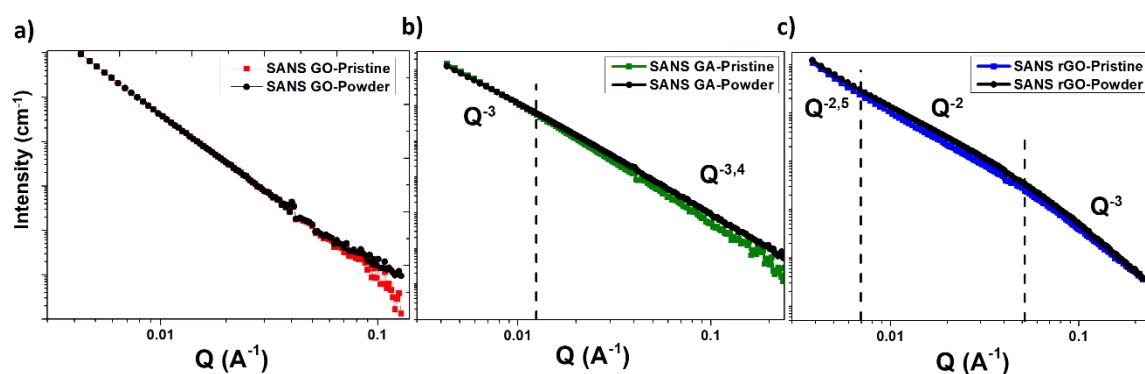 a)
SANS GO-Pristine
SANS GO-Powder
Intensity (cm⁻¹)
0.01
0.1
Q (A⁻¹)
b)
SANS GA-Pristine
SANS GA-Powder
Q⁻³
Q⁻³,⁴
0.01
0.1
Q (A⁻¹)
c)
SANS rGO-Pristine
SANS rGO-Powder
Q⁻²,⁵
Q⁻²
Q⁻³
0.01
0.1
Q (A⁻¹)